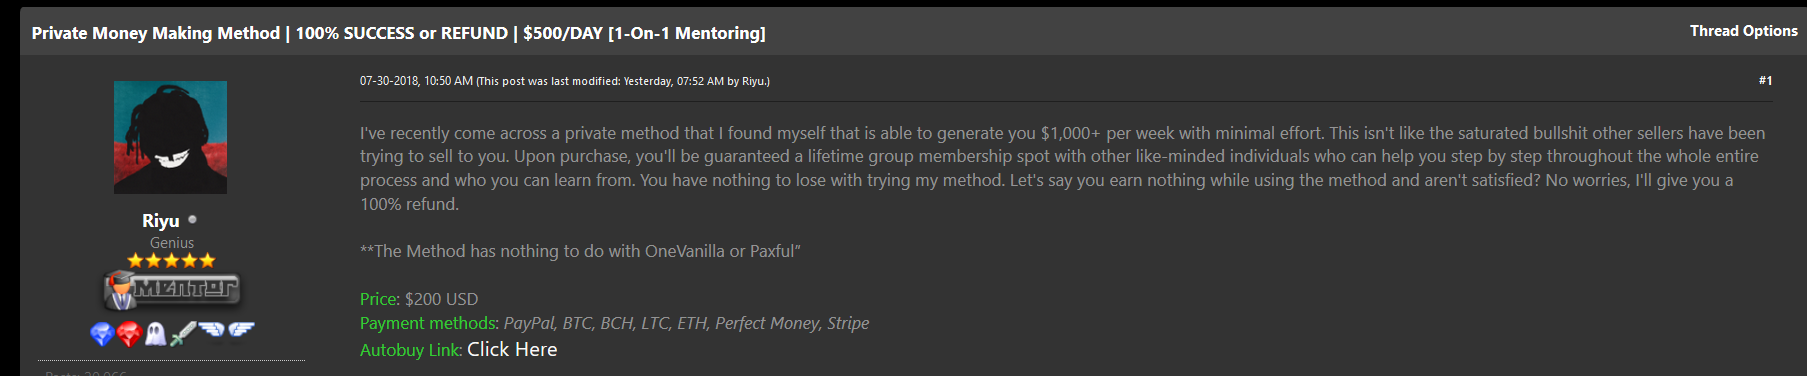 Private Money Making Method | 100% SUCCESS or REFUND | $500/DAY [1-On-1 Mentoring]
Thread Options
07-30-2018, 10:50 AM (This post was last modified: Yesterday, 07:52 AM by Riyu.)
#1
Riyu
Genius
MENTOR
I've recently come across a private method that I found myself that is able to generate you $1,000+ per week with minimal effort. This isn't like the saturated bullshit other sellers have been
trying to sell to you. Upon purchase, you'll be guaranteed a lifetime group membership spot with other like-minded individuals who can help you step by step throughout the whole entire
process and who you can learn from. You have nothing to lose with trying my method. Let's say you earn nothing while using the method and aren't satisfied? No worries, I'll give you a
100% refund.
**The Method has nothing to do with OneVanilla or Paxful"
Price: $200 USD
Payment methods: PayPal, BTC, BCH, LTC, ETH, Perfect Money, Stripe
Autobuy Link: Click Here